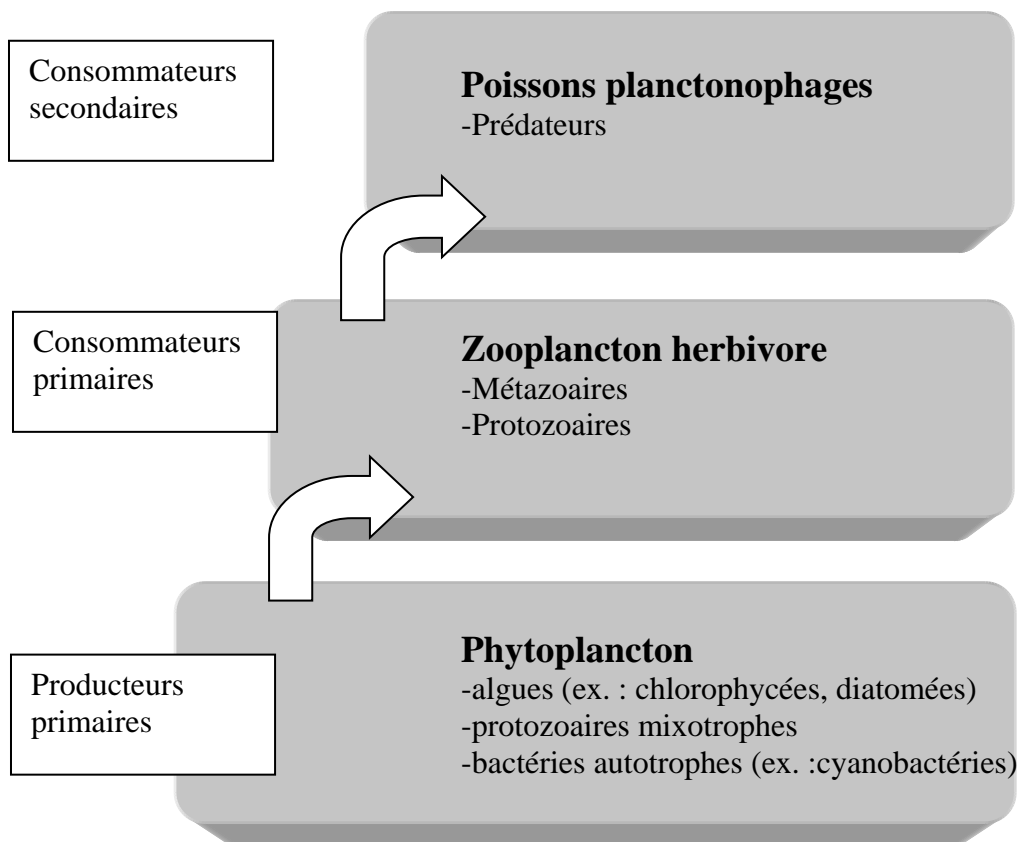 Consommateurs
secondaires
Poissons planctonophages
-Prédateurs
Consommateurs
primaires
Zooplancton herbivore
-Métazoaires
-Protozoaires
Producteurs
primaires
Phytoplancton
-algues (ex. : chlorophycées, diatomées)
-protozoaires mixotrophes
-bactéries autotrophes (ex. :cyanobactéries)